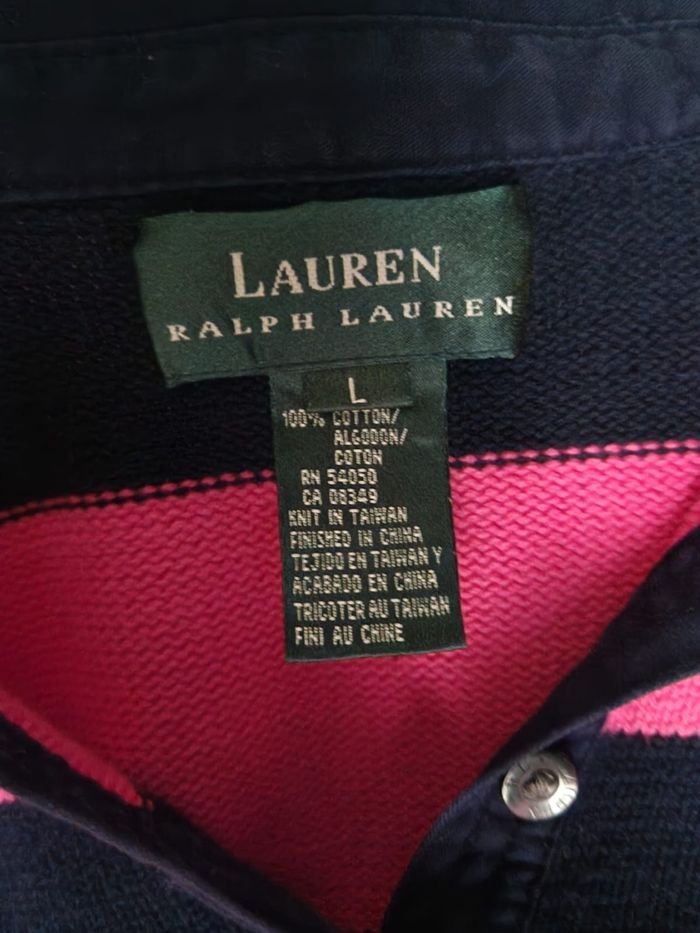 LAUREN
RALPH LAUREN
L
100% COTTON/
ALGODON/
COTON
RN 54050
CA 08349
KNIT IN TAIWAN
FINISHED IN CHINA
TEJIDO EN TAIWAN Y
ACABADO EN CHINA
TRICOTER AU TAIWAN
FINI AU CHINE